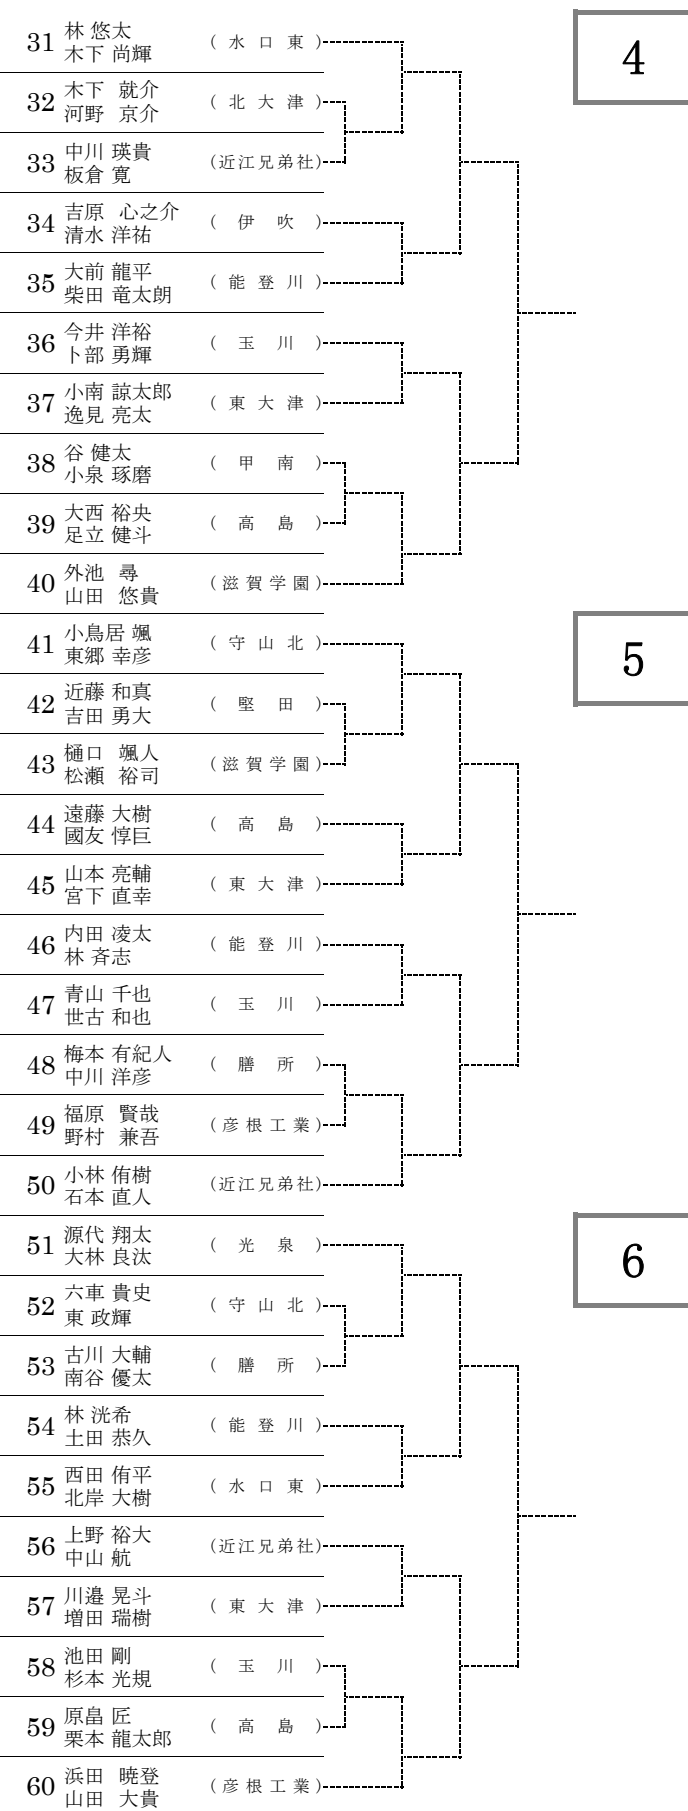 4
31 林 悠太 木下 尚輝 (水口東)
32 木下 就介 河野 京介 (北大津)
33 中川 瑛貴 板倉 寛 (近江兄弟社)
34 吉原 心之介 清水 洋祐 (伊吹)
35 大前 龍平 柴田 竜太朗 (能登川)
36 今井 洋裕 卜部 勇輝 (玉川)
37 小南 諒太郎 逸見 亮太 (東大津)
38 谷 健太 小泉 琢磨 (甲南)
39 大西 裕央 足立 健斗 (高島)
40 外池 尋 山田 悠貴 (滋賀学園)
5
41 小鳥居 颯 東郷 幸彦 (守山北)
42 近藤 和真 吉田 勇大 (堅田)
43 樋口 颯人 松瀬 裕司 (滋賀学園)
44 遠藤 大樹 國友 惇巨 (高島)
45 山本 亮輔 宮下 直幸 (東大津)
46 内田 凌太 林 斉志 (能登川)
47 青山 千也 世古 和也 (玉川)
48 梅本 有紀人 中川 洋彦 (膳所)
49 福原 賢哉 野村 兼吾 (彦根工業)
50 小林 侑樹 石本 直人 (近江兄弟社)
6
51 源代 翔太 大林 良汰 (光泉)
52 六車 貴史 東 政輝 (守山北)
53 古川 大輔 南谷 優太 (膳所)
54 林 洸希 土田 恭久 (能登川)
55 西田 侑平 北岸 大樹 (水口東)
56 上野 裕大 中山 航 (近江兄弟社)
57 川邉 晃斗 増田 瑞樹 (東大津)
58 池田 剛 杉本 光規 (玉川)
59 原畠 匠 栗本 龍太郎 (高島)
60 浜田 暁登 山田 大貴 (彦根工業)